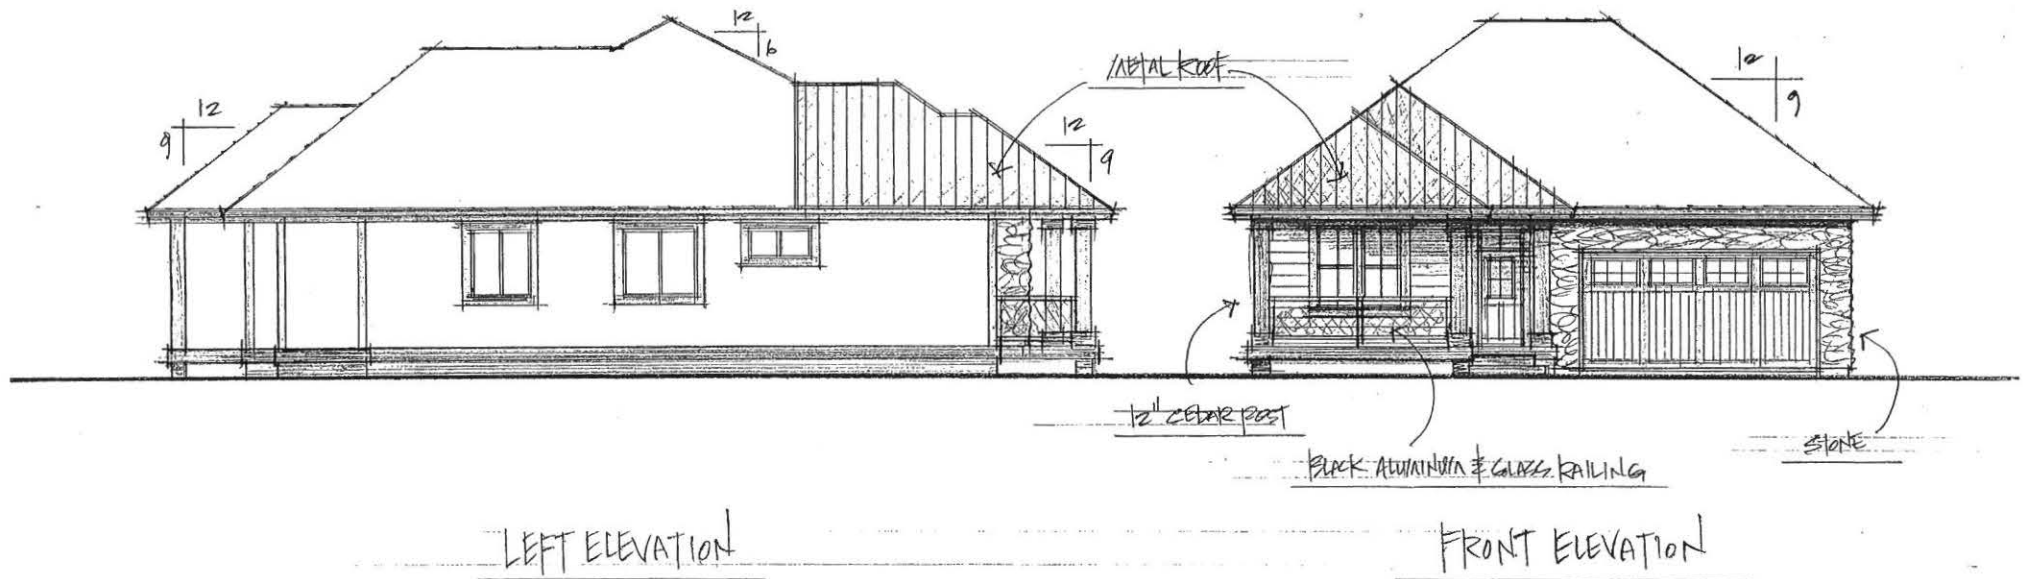 12
6
12
9
12
9
METAL ROOF
12
9
12" CEDAR POST
BLACK ALUMINUM & GLASS RAILING
STONE
LEFT ELEVATION
FRONT ELEVATION